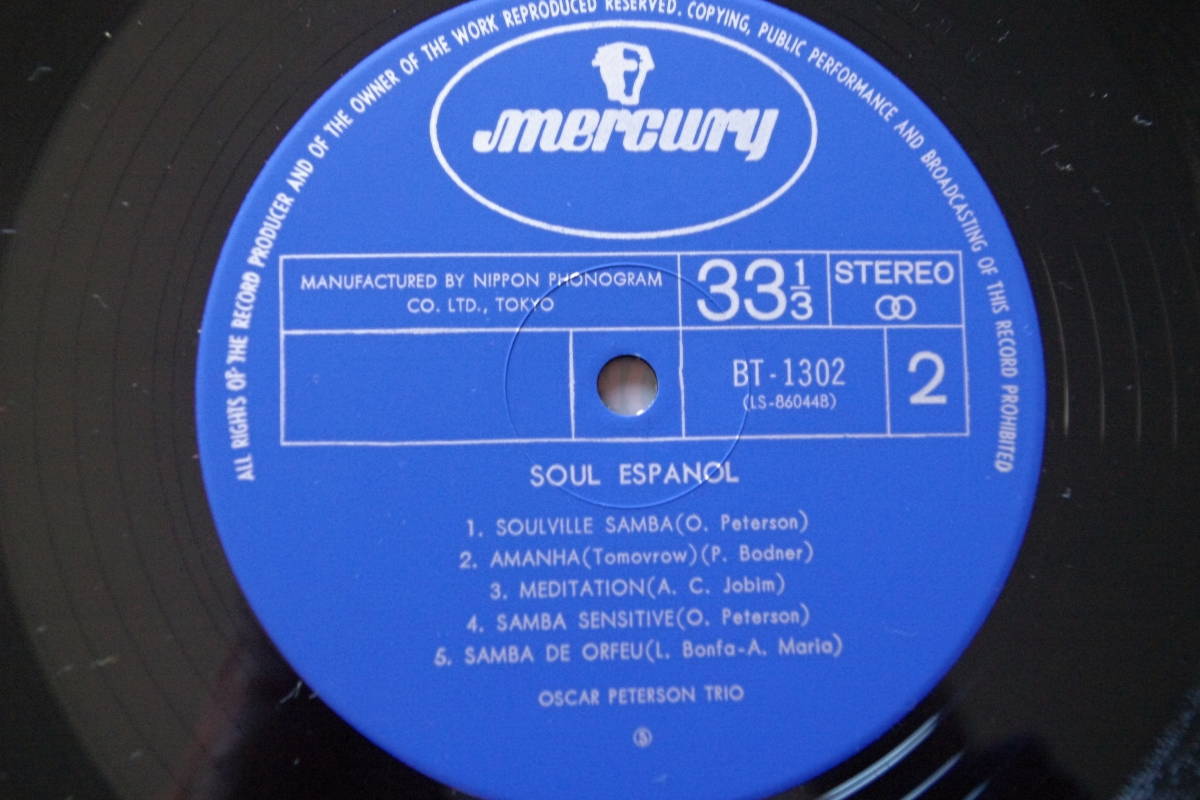 ALL RIGHTS OF THE RECORD PRODUCER AND OF THE OWNER OF THE WORK REPRODUCED RESERVED. COPYING, PUBLIC PERFORMANCE AND BROADCASTING OF THIS RECORD PROHIBITED
mercury
MANUFACTURED BY NIPPON PHONOGRAM
CO. LTD., TOKYO
33 1/3
STEREO
BT-1302
(LS-86044B)
2
SOUL ESPANOL
1. SOULVILLE SAMBA(O. Peterson)
2. AMANHA(Tomovrow)(P. Bodner)
3. MEDITATION(A. C. Jobim)
4. SAMBA SENSITIVE(O. Peterson)
5. SAMBA DE ORFEU(L. Bonfa-A. Maria)
OSCAR PETERSON TRIO